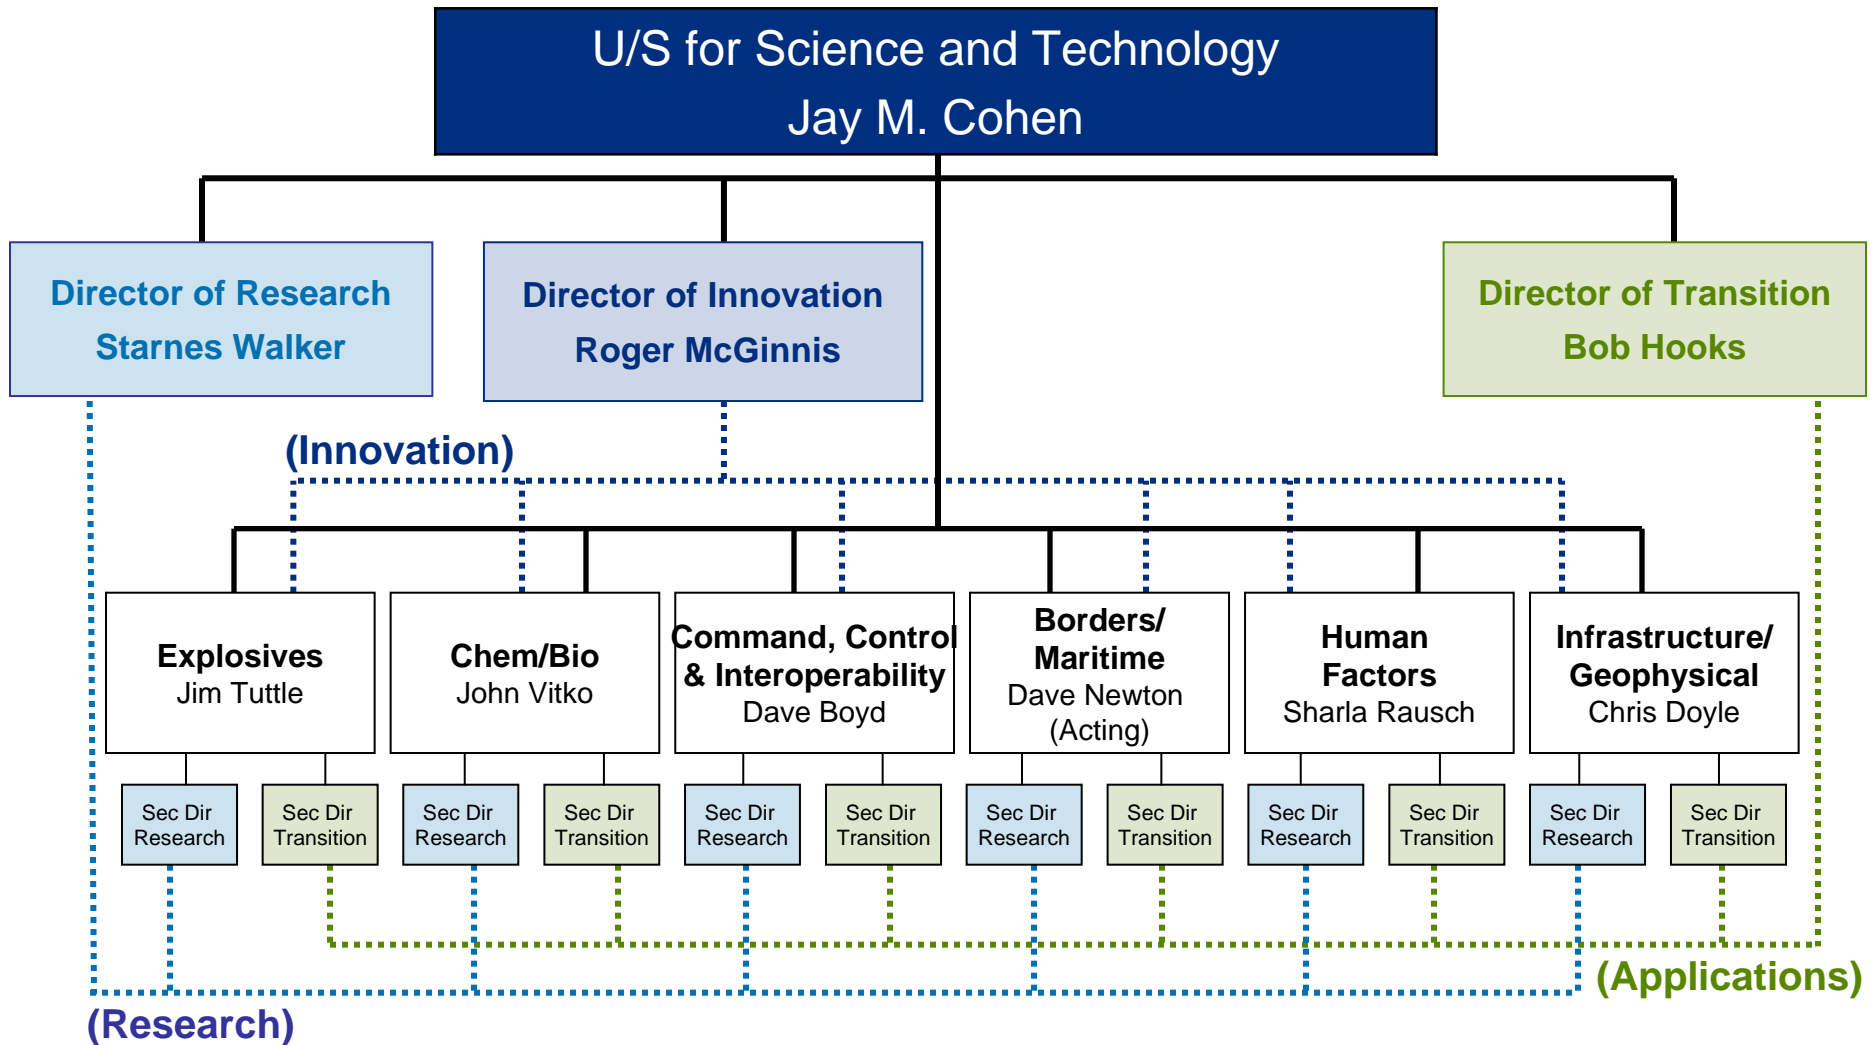 U/S for Science and Technology
Jay M. Cohen
Director of Research
Starnes Walker
Director of Innovation
Roger McGinnis
Director of Transition
Bob Hooks
(Innovation)
Explosives
Jim Tuttle
Chem/Bio
John Vitko
Command, Control
& Interoperability
Dave Boyd
Borders/
Maritime
Dave Newton
(Acting)
Human
Factors
Sharla Rausch
Infrastructure/
Geophysical
Chris Doyle
Sec Dir
Research
Sec Dir
Transition
Sec Dir
Research
Sec Dir
Transition
Sec Dir
Research
Sec Dir
Transition
Sec Dir
Research
Sec Dir
Transition
Sec Dir
Research
Sec Dir
Transition
Sec Dir
Research
Sec Dir
Transition
(Applications)
(Research)